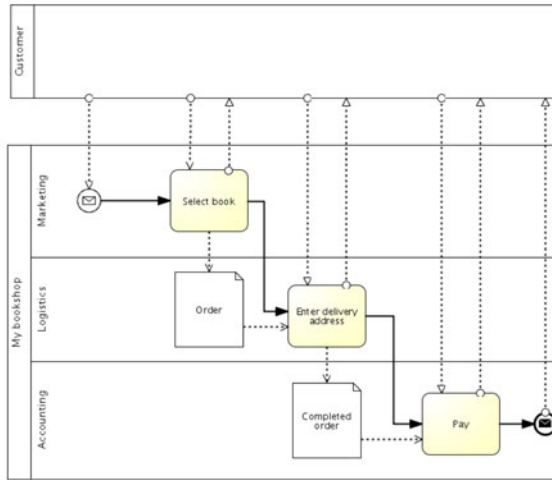 Customer
My bookshop
Marketing
Select book
Logistics
Order
Enter delivery
address
Accounting
Completed
order
Pay